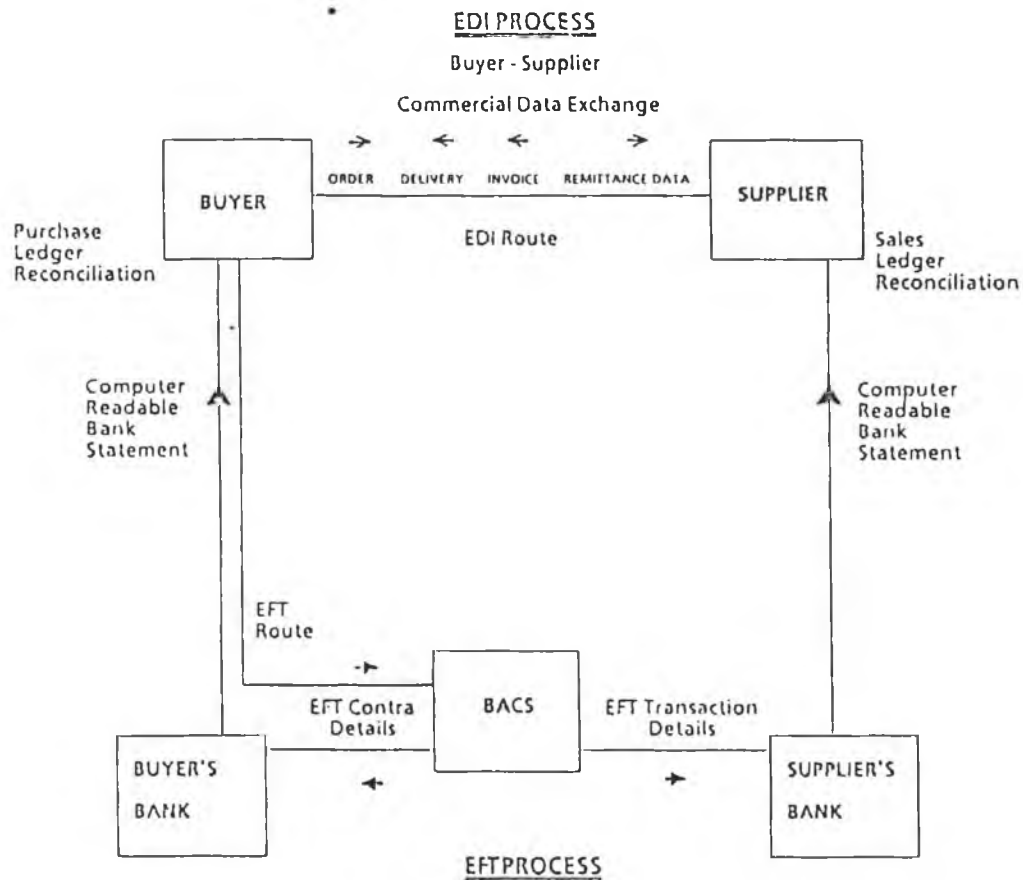 EDI PROCESS
Buyer - Supplier
Commercial Data Exchange
ORDER DELIVERY INVOICE REMITTANCE DATA
BUYER
SUPPLIER
EDI Route
Purchase
Ledger
Reconciliation
Sales
Ledger
Reconciliation
Computer
Readable
Bank
Statement
Computer
Readable
Bank
Statement
EFT
Route
BACS
EFT Contra
Details
EFT Transaction
Details
BUYER'S
BANK
SUPPLIER'S
BANK
EFT PROCESS